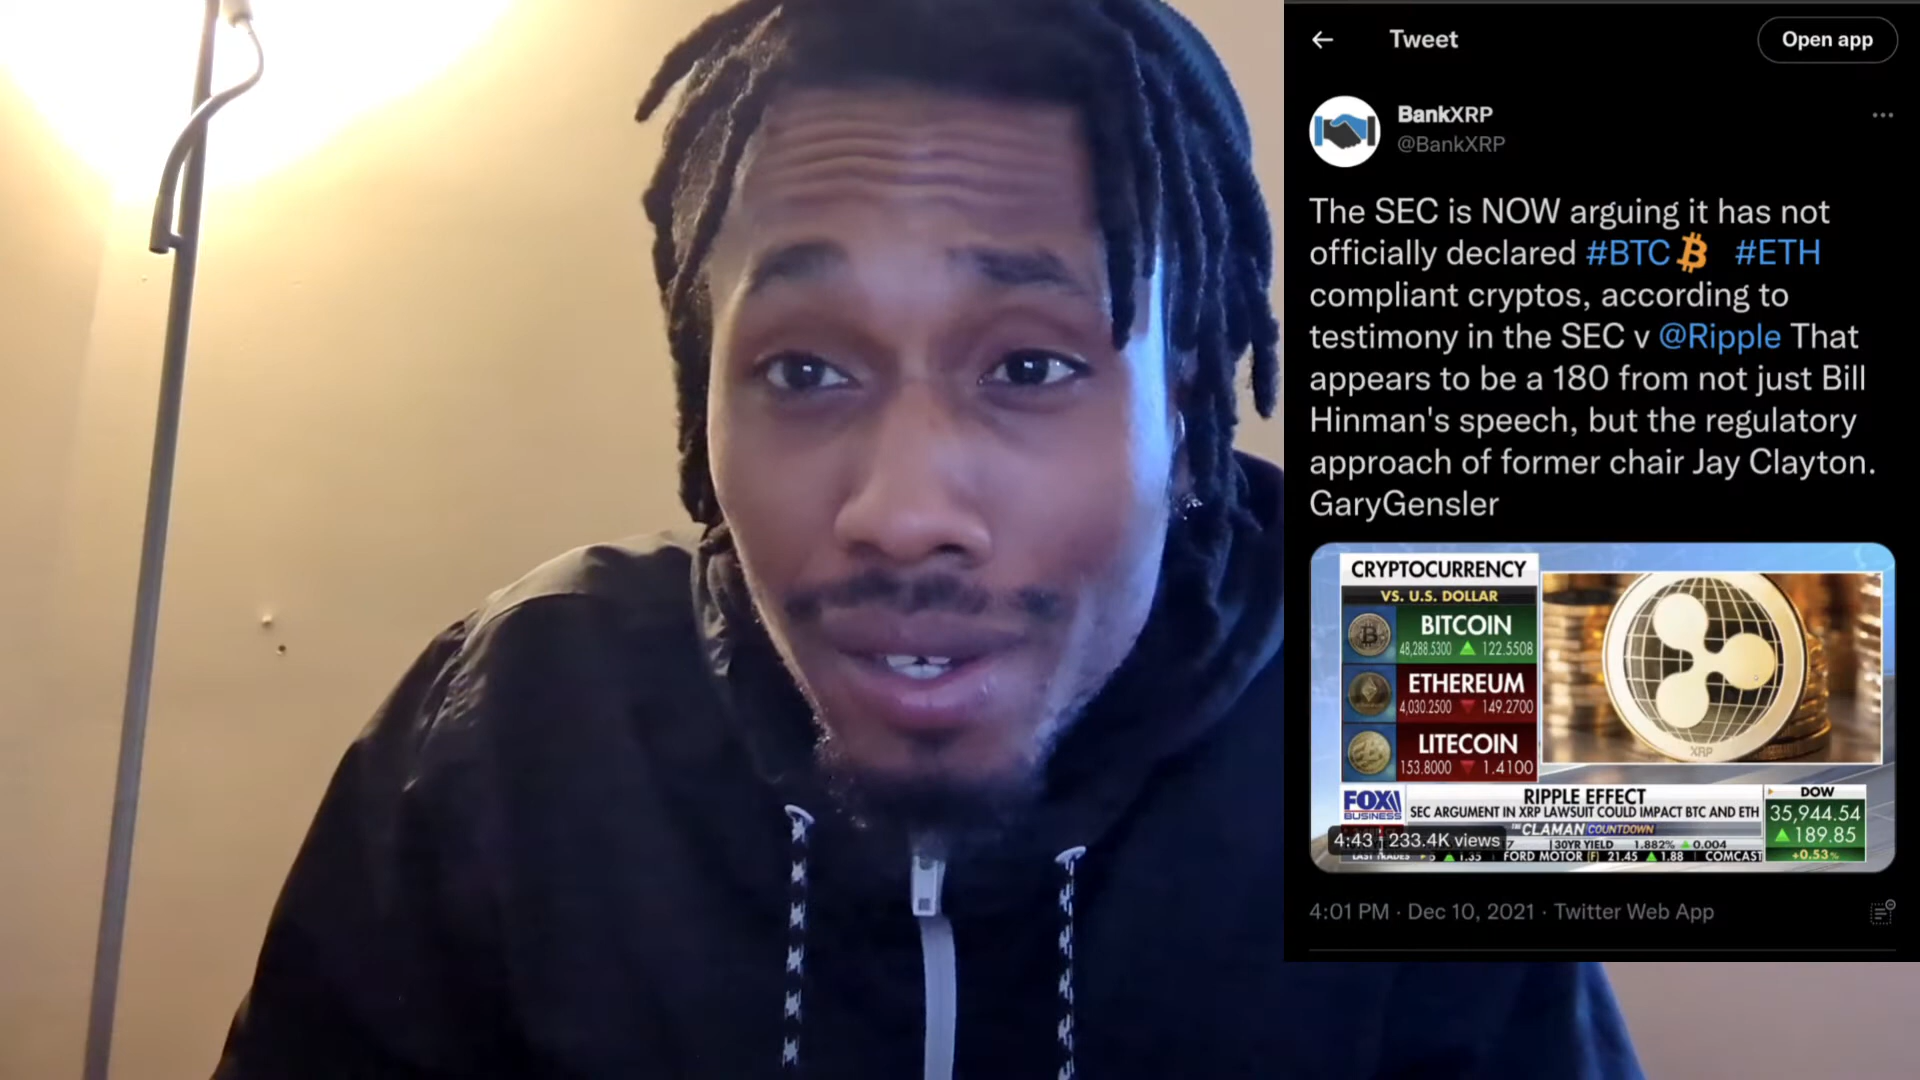 Tweet
Open app
BankXRP
@BankXRP
The SEC is NOW arguing it has not
officially declared #BTC #ETH
compliant cryptos, according to
testimony in the SEC v @Ripple That
appears to be a 180 from not just Bill
Hinman's speech, but the regulatory
approach of former chair Jay Clayton.
GaryGensler
CRYPTOCURRENCY
VS. U.S. DOLLAR
BITCOIN
48,288.5300 ▲ 122.5508
ETHEREUM
4,030.2500 ▼ 149.2700
LITECOIN
153.8000 ▼ 1.4100
XRP
FOX BUSINESS
RIPPLE EFFECT
SEC ARGUMENT IN XRP LAWSUIT COULD IMPACT BTC AND ETH
THE CLAMAN COUNTDOWN
DOW
35,944.54
▲ 189.85
+0.53%
4:43 233.4K views
30YR YIELD 1.882% ▲ 0.004
LAST TRADES ▲ 1.35 FORD MOTOR (F) 21.45 ▲ 1.88 COMCAST
4:01 PM · Dec 10, 2021 · Twitter Web App